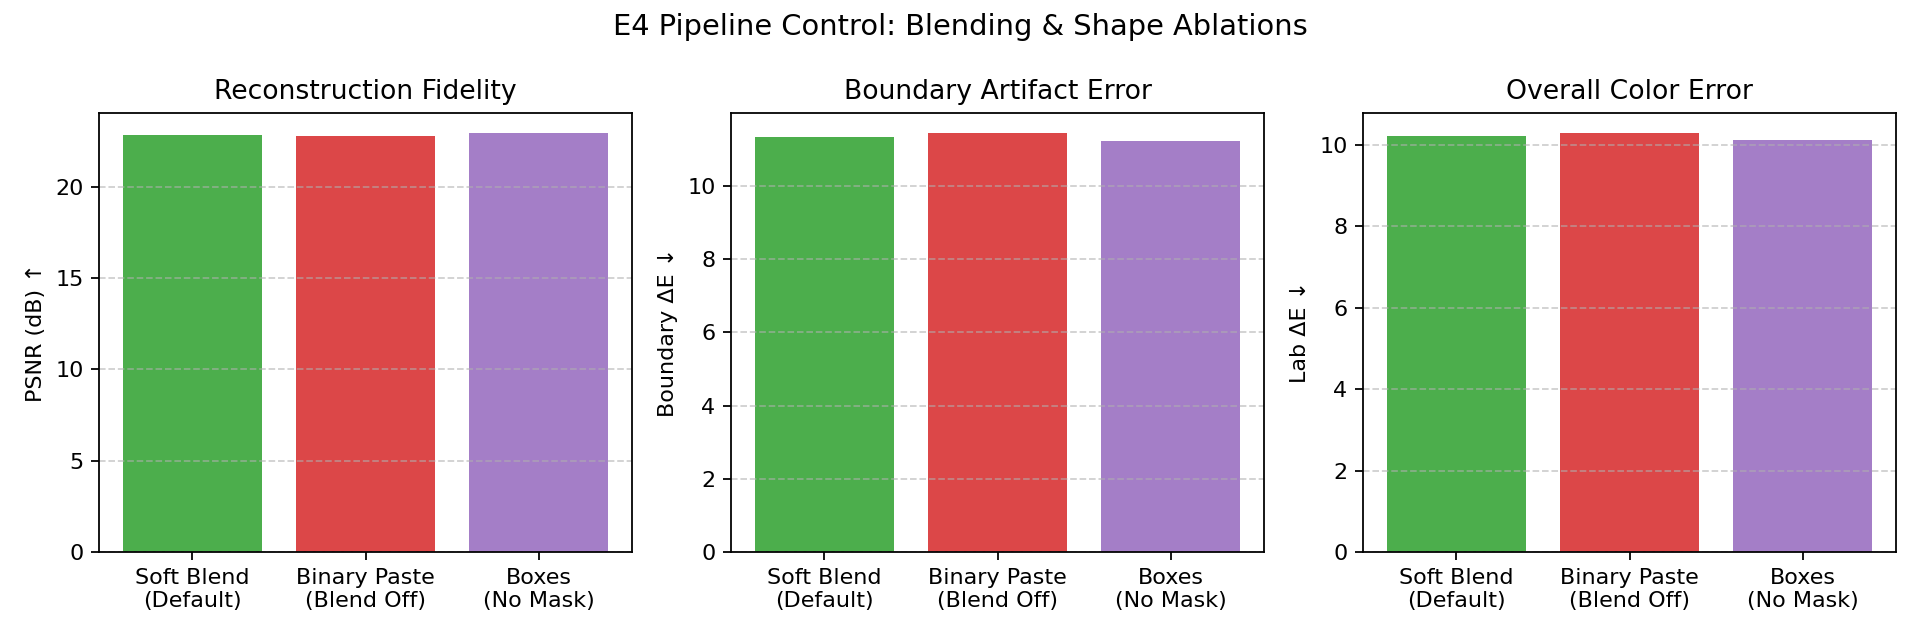 E4 Pipeline Control: Blending & Shape Ablations
Reconstruction Fidelity
PSNR (dB) ↑
20
15
10
5
0
Soft Blend
(Default)
Binary Paste
(Blend Off)
Boxes
(No Mask)
Boundary Artifact Error
Boundary ΔE ↓
10
8
6
4
2
0
Soft Blend
(Default)
Binary Paste
(Blend Off)
Boxes
(No Mask)
Overall Color Error
Lab ΔE ↓
10
8
6
4
2
0
Soft Blend
(Default)
Binary Paste
(Blend Off)
Boxes
(No Mask)